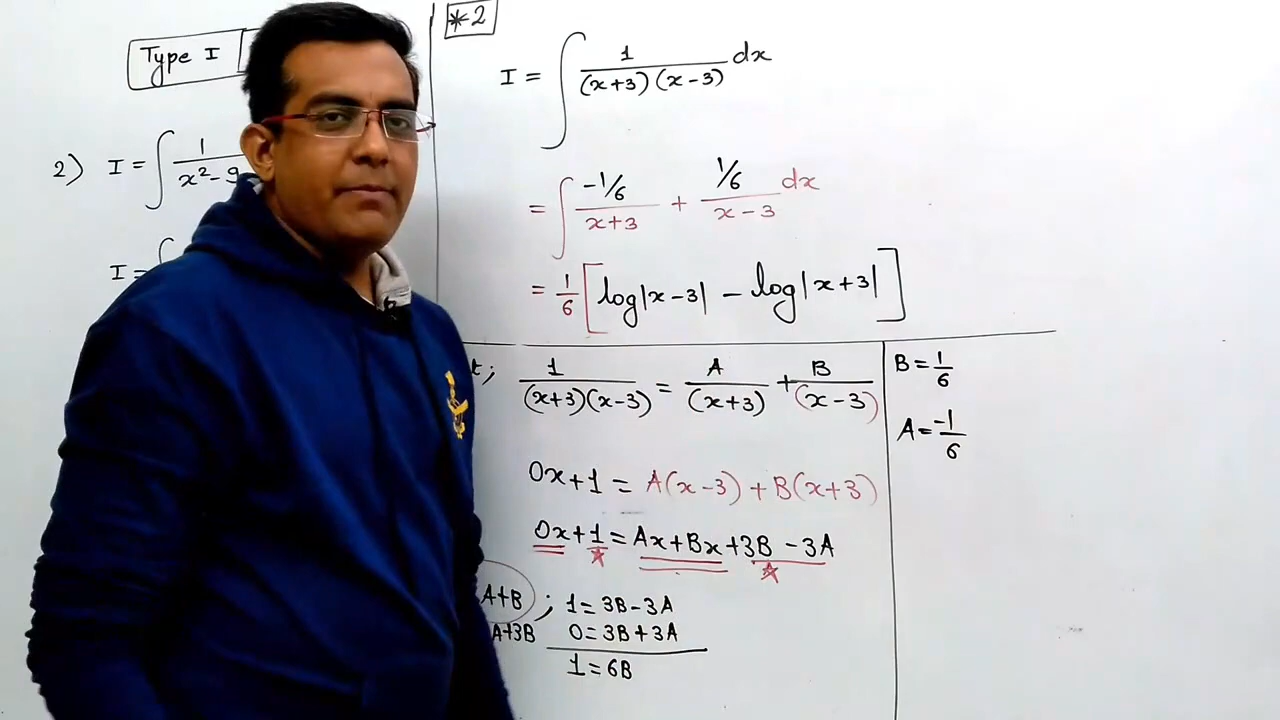 *2
Type I
2) I = ∫ 1/(x²-9
I = ∫
I = ∫ 1/((x+3)(x-3)) dx
= ∫ (-1/6)/(x+3) + (1/6)/(x-3) dx
= 1/6 [log|x-3| - log|x+3|]
t; 1/((x+3)(x-3)) = A/(x+3) + B/(x-3)
0x+1 = A(x-3) + B(x+3)
0x+1 = Ax+Bx+3B-3A
A+B ; 1 = 3B-3A
A+3B 0 = 3B+3A
1 = 6B
B = 1/6
A = -1/6